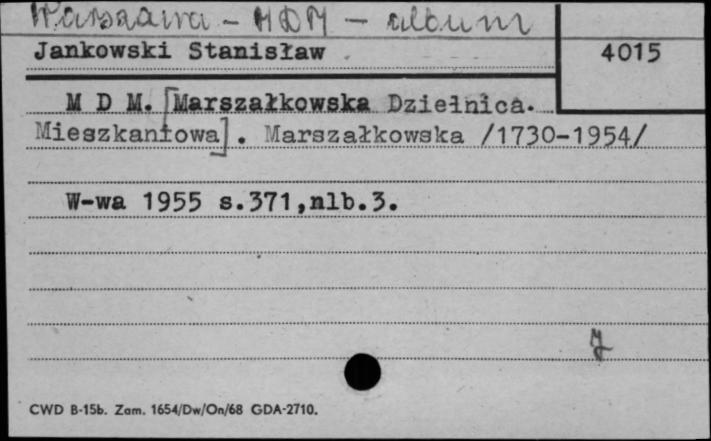 Warszawa - MDM - album
Jankowski Stanisław
4015
M D M. [Marszałkowska Dzielnica.
Mieszkaniowa]. Marszałkowska /1730-1954/
W-wa 1955 s.371,nlb.3.
CWD B-15b. Zam. 1654/Dw/On/68 GDA-2710.